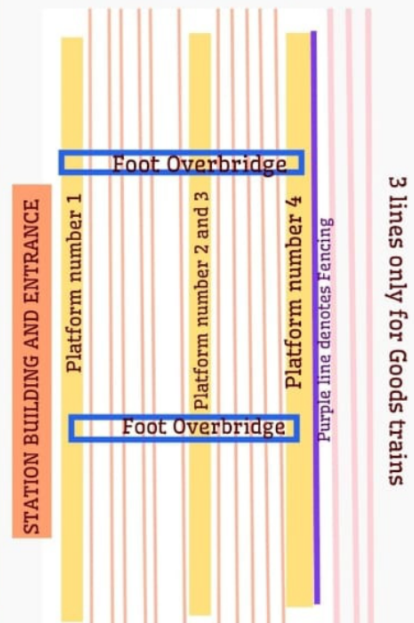 Foot Overbridge
STATION BUILDING AND ENTRANCE
Platform number 1
Platform number 2 and 3
Platform number 4
Purple line denotes Fencing
3 lines only for Goods trains
Foot Overbridge